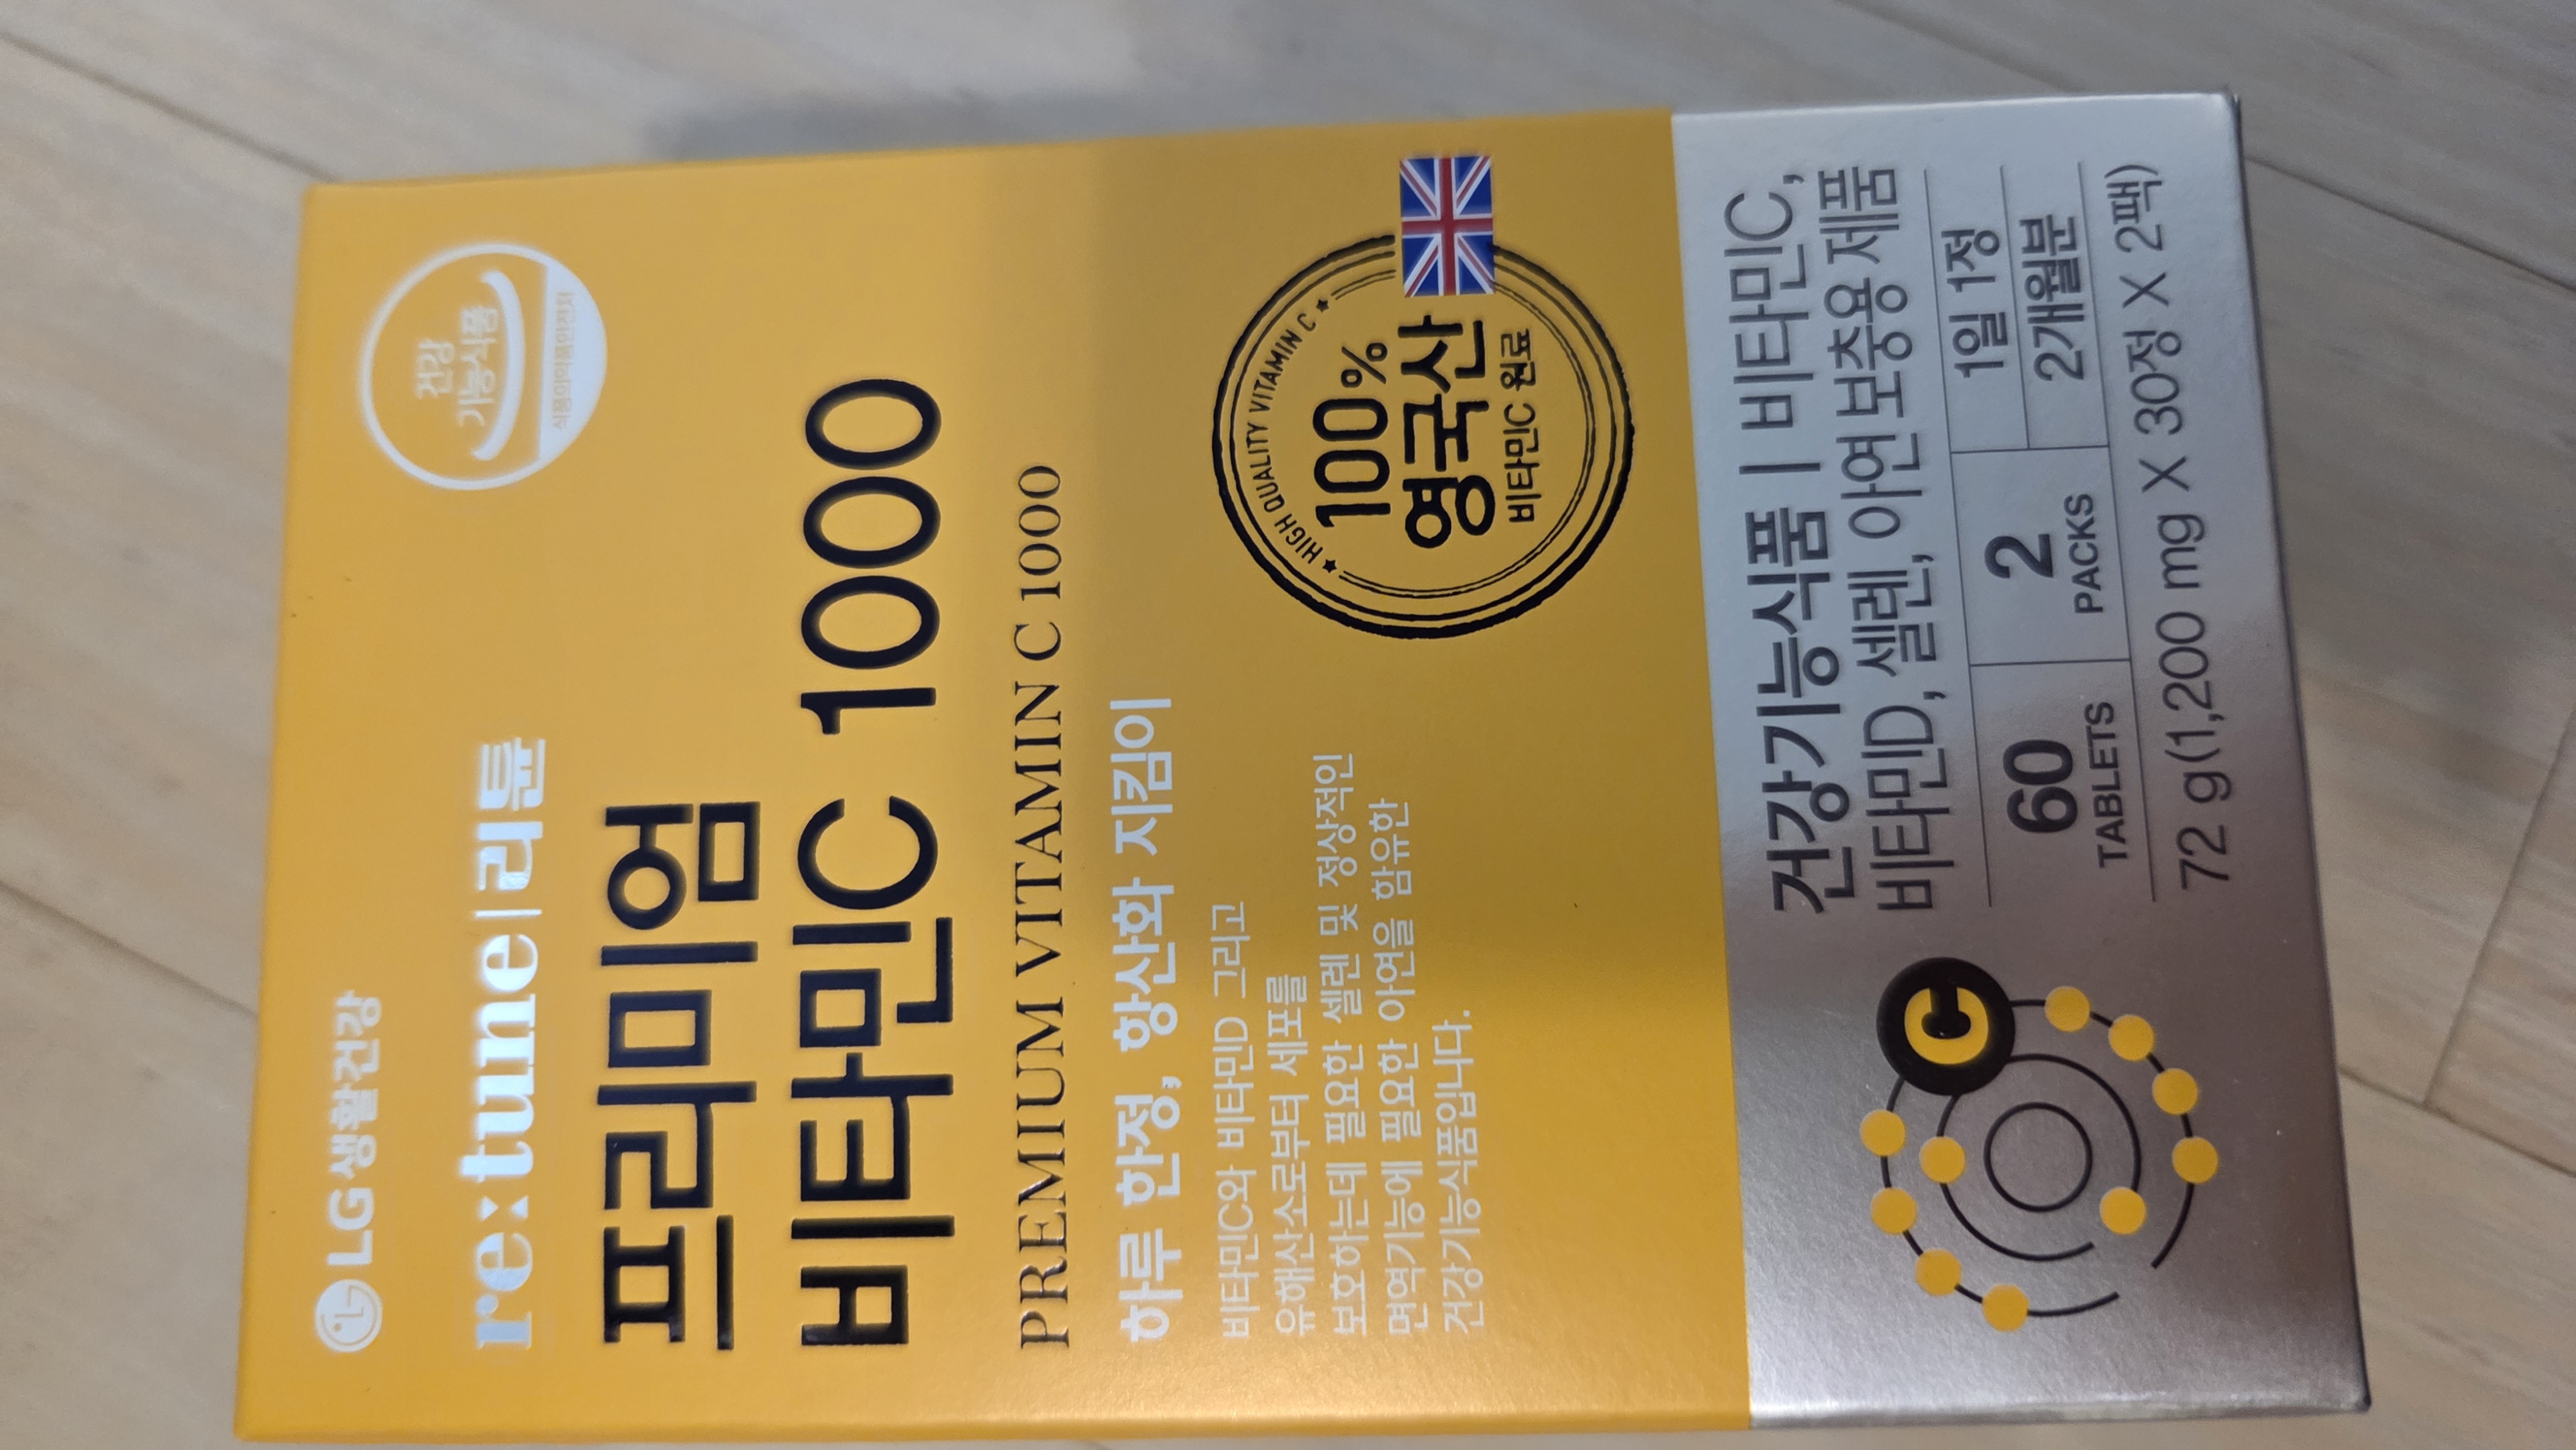 LG생활건강
건강
기능식품
식품의약품안전처
re:tune|리튠
프리미엄
비타민C 1000
PREMIUM VITAMIN C 1000
하루 한정, 항산화 지킴이
비타민C와 비타민D 그리고
유해산소로부터 세포를
보호하는데 필요한 셀렌 및 정상적인
면역기능에 필요한 아연을 함유한
건강기능식품입니다.
★ HIGH QUALITY VITAMIN C ★
100%
영국산
비타민C 원료
C
건강기능식품 | 비타민C,
비타민D, 셀렌, 아연 보충용 제품
60
TABLETS
2
PACKS
1일 1정
2개월분
72 g(1,200 mg X 30정 X 2팩)